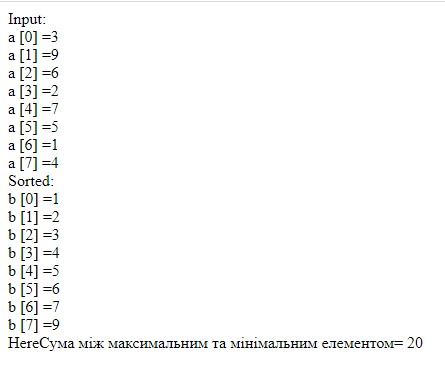 Input:
a [0] =3
a [1] =9
a [2] =6
a [3] =2
a [4] =7
a [5] =5
a [6] =1
a [7] =4
Sorted:
b [0] =1
b [1] =2
b [2] =3
b [3] =4
b [4] =5
b [5] =6
b [6] =7
b [7] =9
HereСума між максимальним та мінімальним елементом= 20